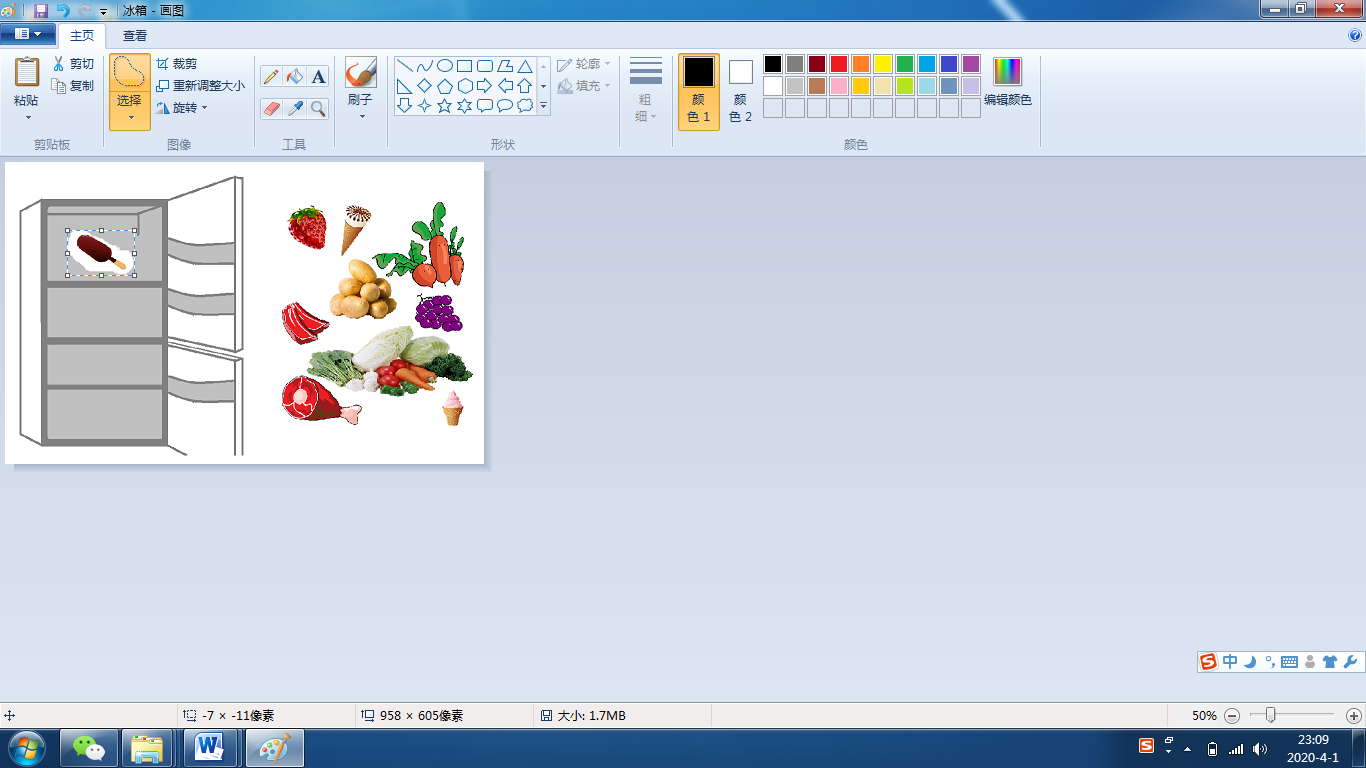 冰箱 - 画图
主页
查看
粘贴
剪切
复制
剪贴板
选择
裁剪
重新调整大小
旋转
图像
A
工具
刷子
轮廓
填充
形状
粗
细
颜
色 1
颜
色 2
编辑颜色
颜色
S 中
-7 × -11像素
958 × 605像素
大小: 1.7MB
50%
W
S
23:09
2020-4-1